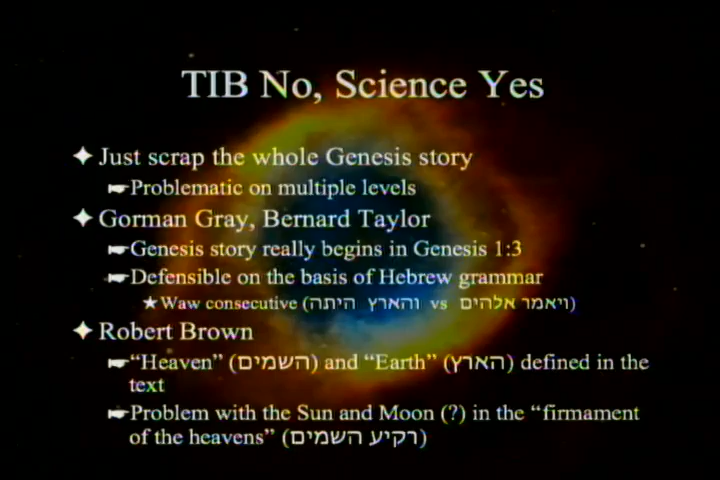 TIB No, Science Yes
Just scrap the whole Genesis story
Problematic on multiple levels
Gorman Gray, Bernard Taylor
Genesis story really begins in Genesis 1:3
Defensible on the basis of Hebrew grammar
Waw consecutive (והארץ היתה vs ויאמר אלהים)
Robert Brown
“Heaven” (השמים) and “Earth” (הארץ) defined in the
text
Problem with the Sun and Moon (?) in the “firmament
of the heavens” (רקיע השמים)